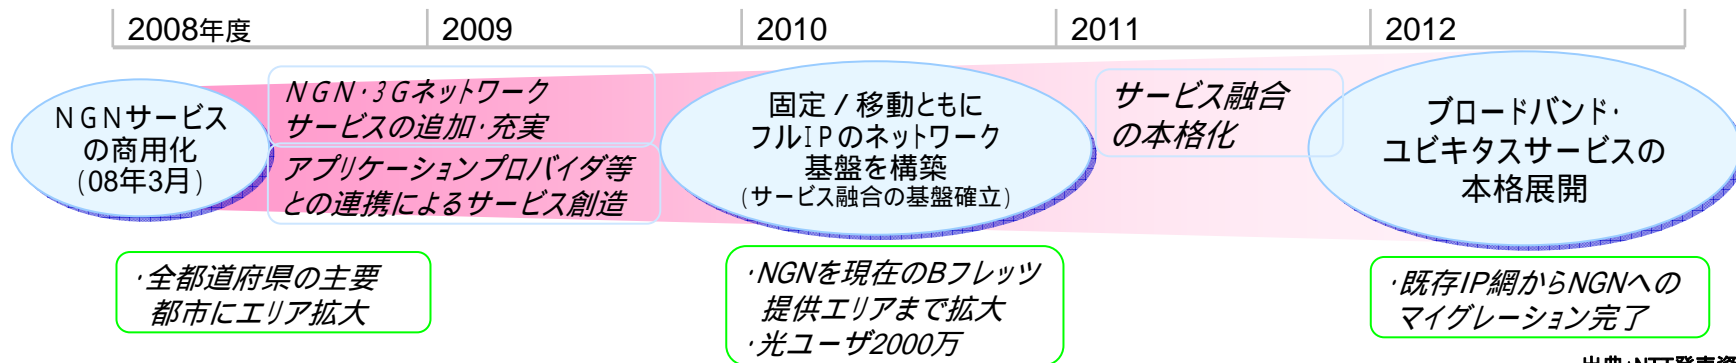 2008年度
2009
2010
2011
2012
NGNサービス
の商用化
(08年3月)
NGN・3Gネットワーク
サービスの追加・充実
アプリケーションプロバイダ等
との連携によるサービス創造
固定/移動ともに
フルIPのネットワーク
基盤を構築
(サービス融合の基盤確立)
サービス融合
の本格化
ブロードバンド・
ユビキタスサービスの
本格展開
・全都道府県の主要
都市にエリア拡大
・NGNを現在のBフレッツ
提供エリアまで拡大
・光ユーザ2000万
・既存IP網からNGNへの
マイグレーション完了
出典:NTT発表資